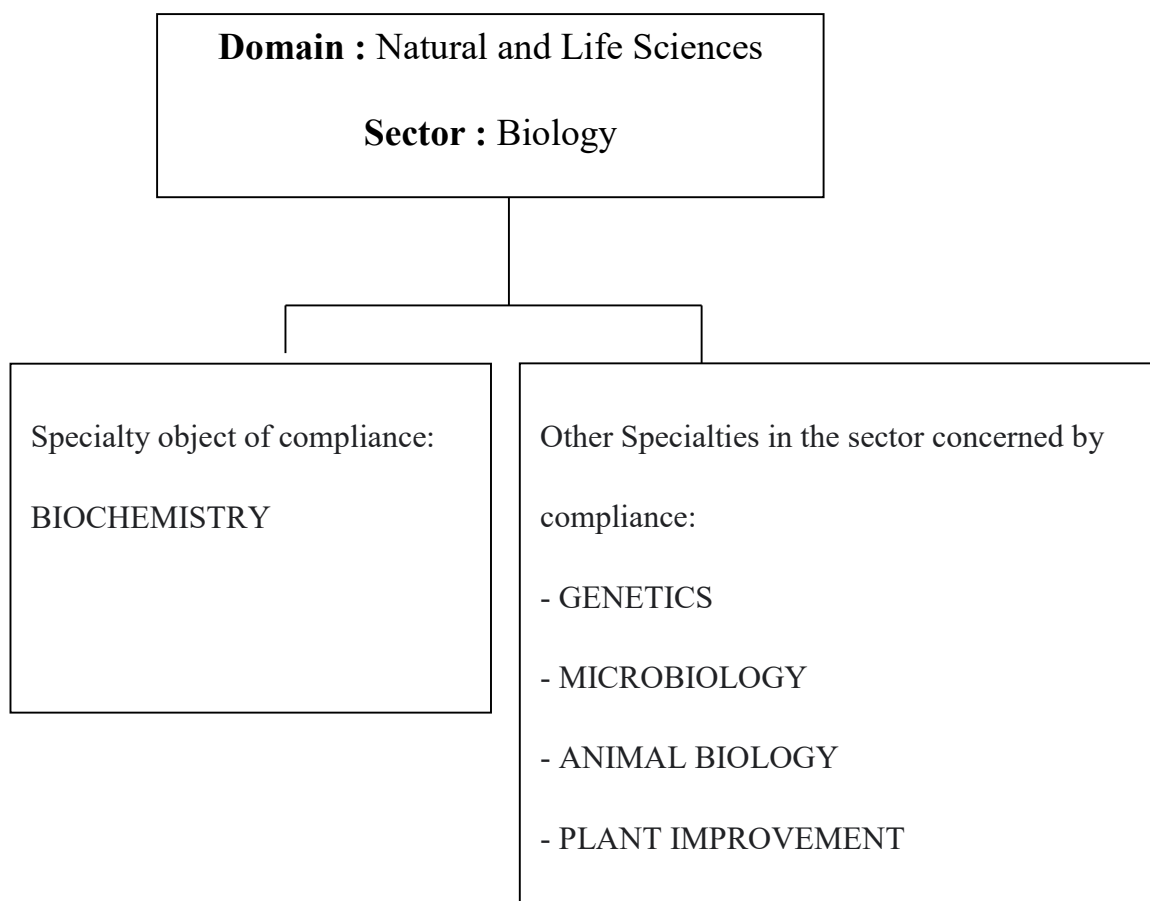 Domain : Natural and Life Sciences
Sector : Biology
Specialty object of compliance:
BIOCHEMISTRY
Other Specialties in the sector concerned by
compliance:
- GENETICS
- MICROBIOLOGY
- ANIMAL BIOLOGY
- PLANT IMPROVEMENT